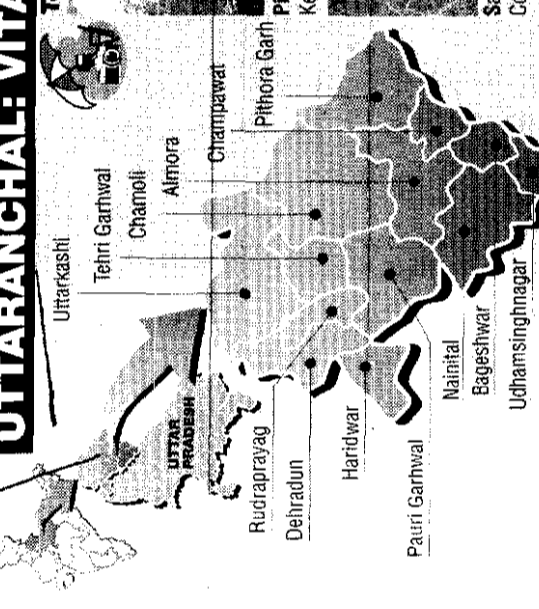 UTTARANCHAL: VITA
Uttarkashi
Tehri Garhwal
Chamoli
Almora
Champawat
Pithora Garh
UTTAR
PRADESH
Rudraprayag
Dehradun
Haridwar
Pauri Garhwal
Nainital
Bageshwar
Udhamsinghnagar